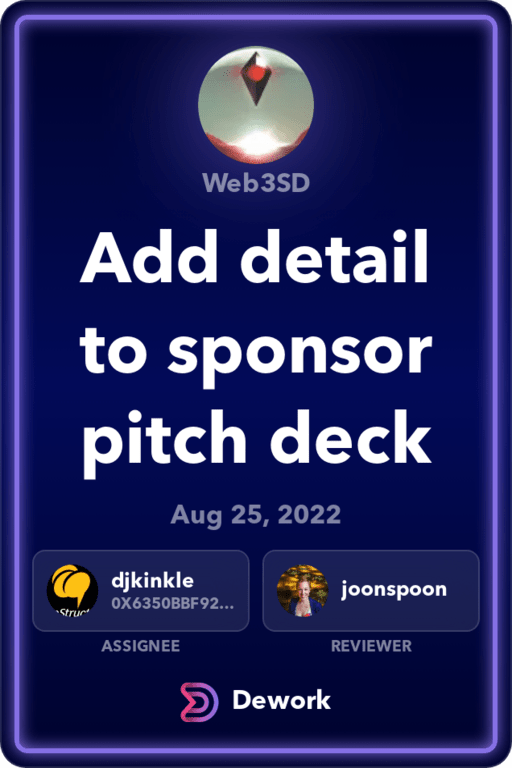 Web3SD
Add detail
to sponsor
pitch deck
Aug 25, 2022
djkinkle
0X6350BBF92...
joonspoon
ASSIGNEE
REVIEWER
Dework